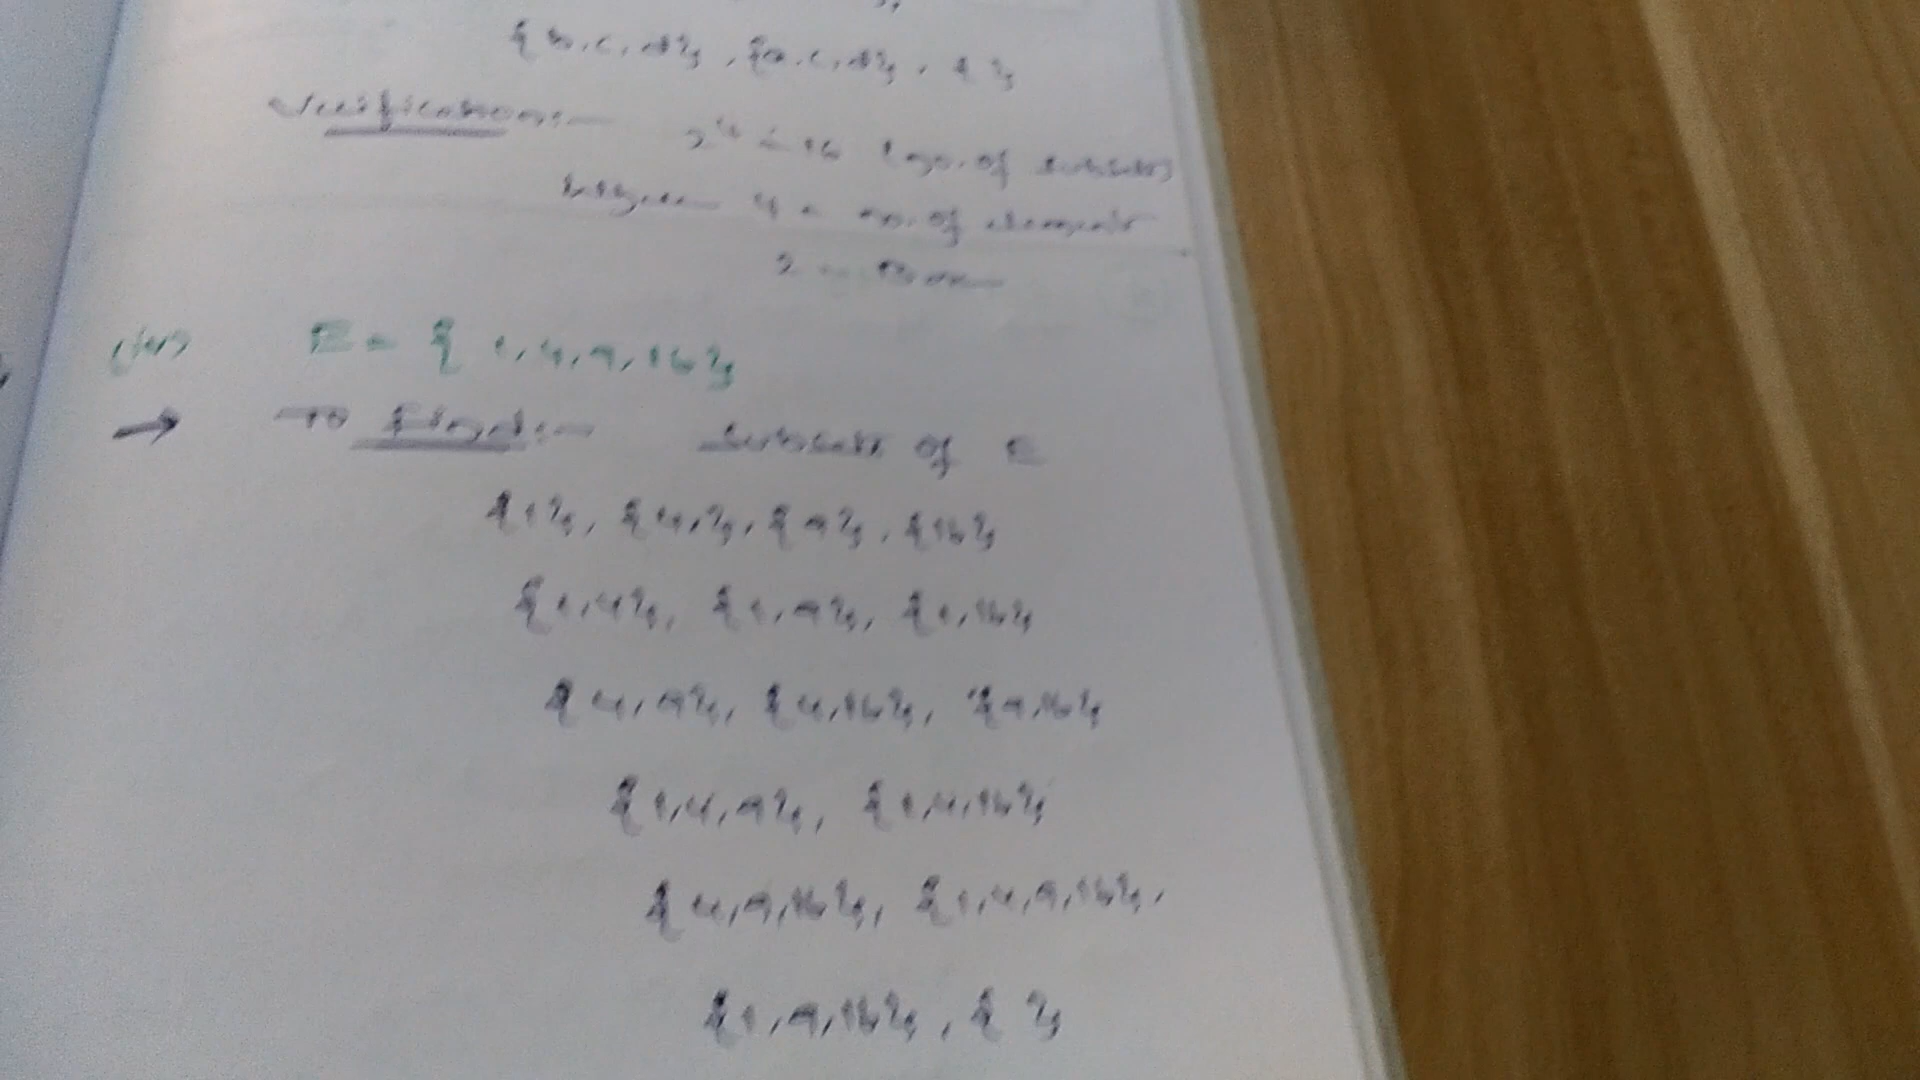 {b,c,d}, {a,c,d}, { }
Verification:- 2⁴ = 16 (no. of subsets)
4 = no. of elements
2 =
(iv) E = { 1, 4, 9, 16}
→ To Find:- subsets of E
{1}, {4}, {9}, {16}
{1,4}, {1,9}, {1,16}
{4,9}, {4,16}, {9,16}
{1,4,9}, {1,4,16}
{4,9,16}, {1,4,9,16},
{1,9,16}, { }